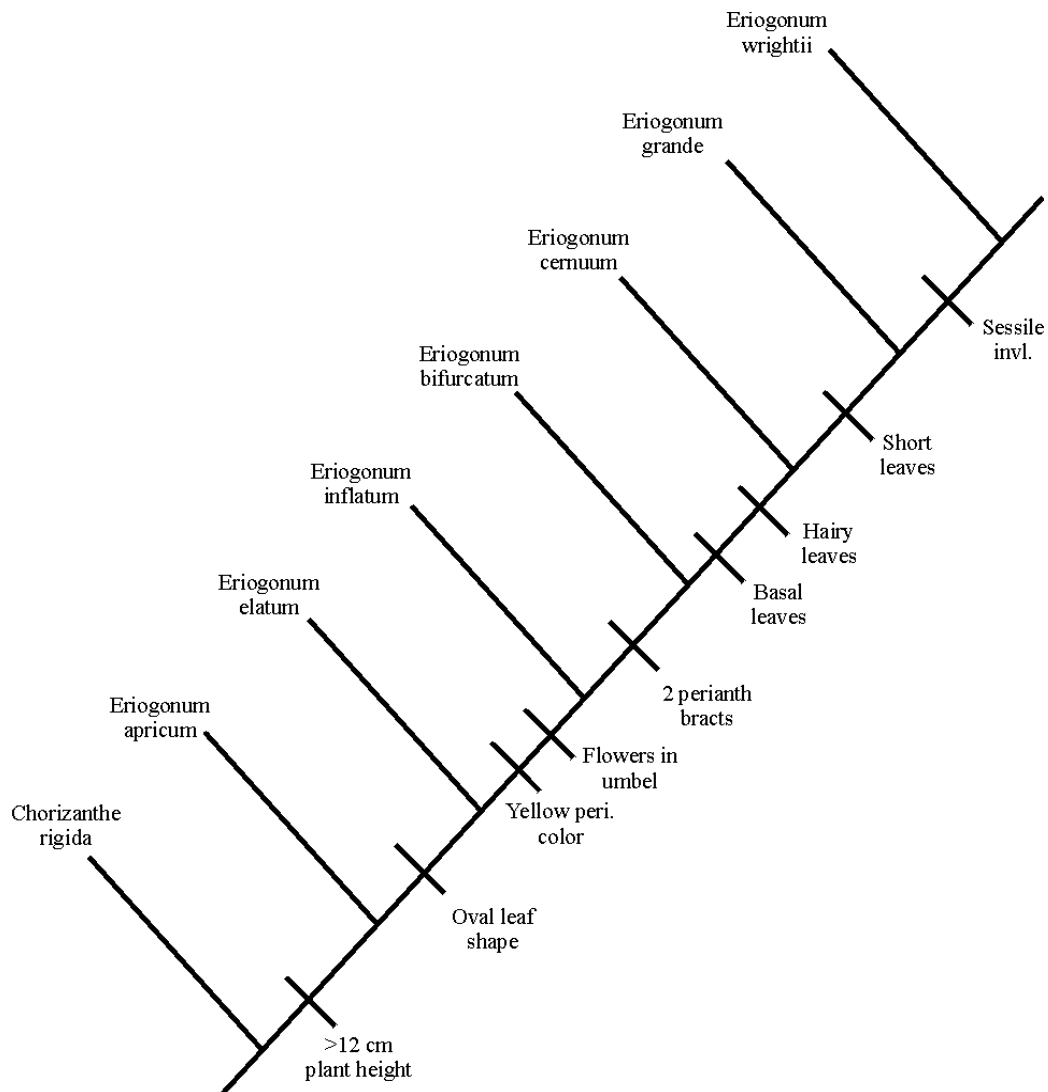 Eriogonum
wrightii
Eriogonum
grande
Eriogonum
cernuum
Sessile
invl.
Eriogonum
bifurcatum
Short
leaves
Eriogonum
inflatum
Hairy
leaves
Basal
leaves
Eriogonum
elatum
2 perianth
bracts
Eriogonum
apricum
Flowers in
umbel
Yellow peri.
color
Chorizanthe
rigida
Oval leaf
shape
>12 cm
plant height